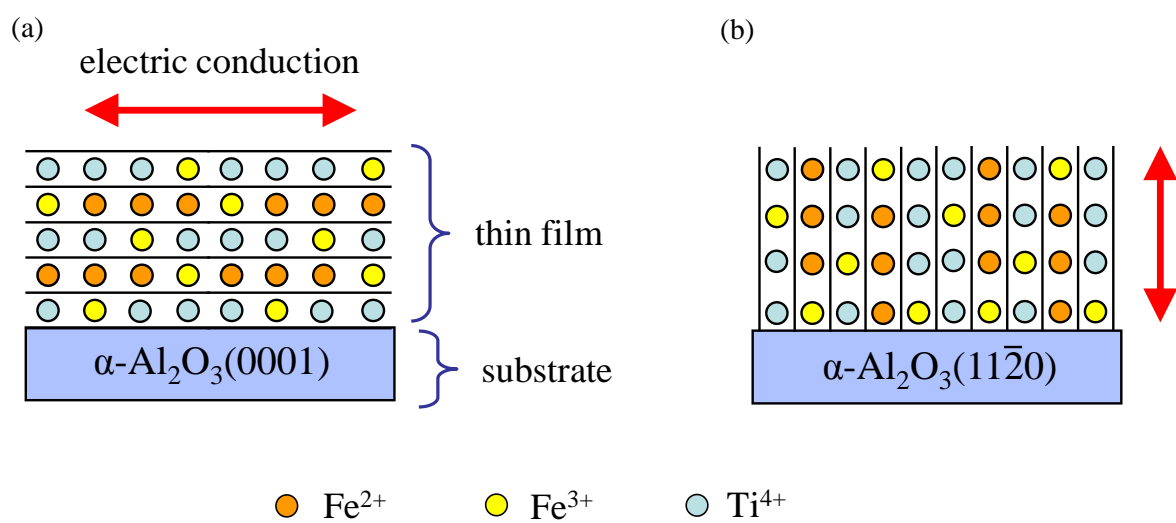 (a)
(b)
electric conduction
thin film
α-Al₂O₃(0001)
substrate
α-Al₂O₃(112̅0)
Fe²⁺
Fe³⁺
Ti⁴⁺